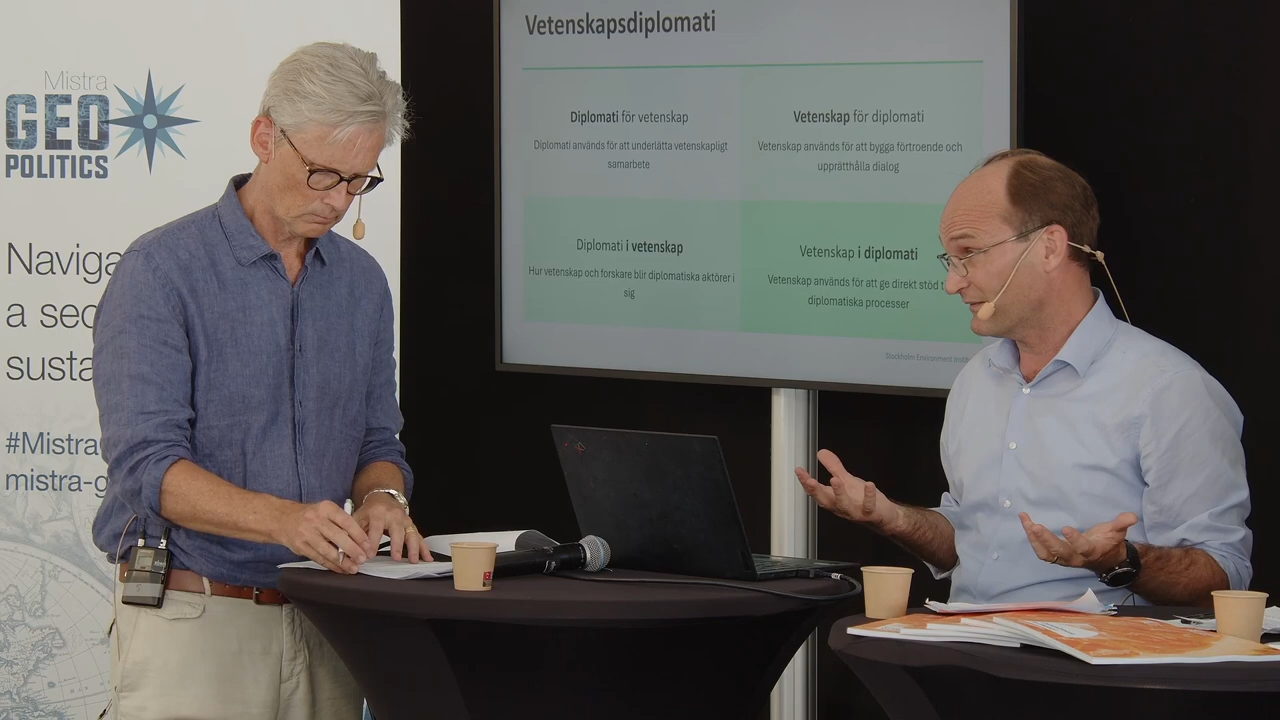 Mistra
GEO
POLITICS
Naviga
a sec
susta
#Mistra
mistra-g
Vetenskapsdiplomati
Diplomati för vetenskap
Diplomati används för att underlätta vetenskapligt
samarbete
Vetenskap för diplomati
Vetenskap används för att bygga förtroende och
upprätthålla dialog
Diplomati i vetenskap
Hur vetenskap och forskare blir diplomatiska aktörer i
sig
Vetenskap i diplomati
Vetenskap används för att ge direkt stöd t
diplomatiska processer
Stockholm Environment Instit